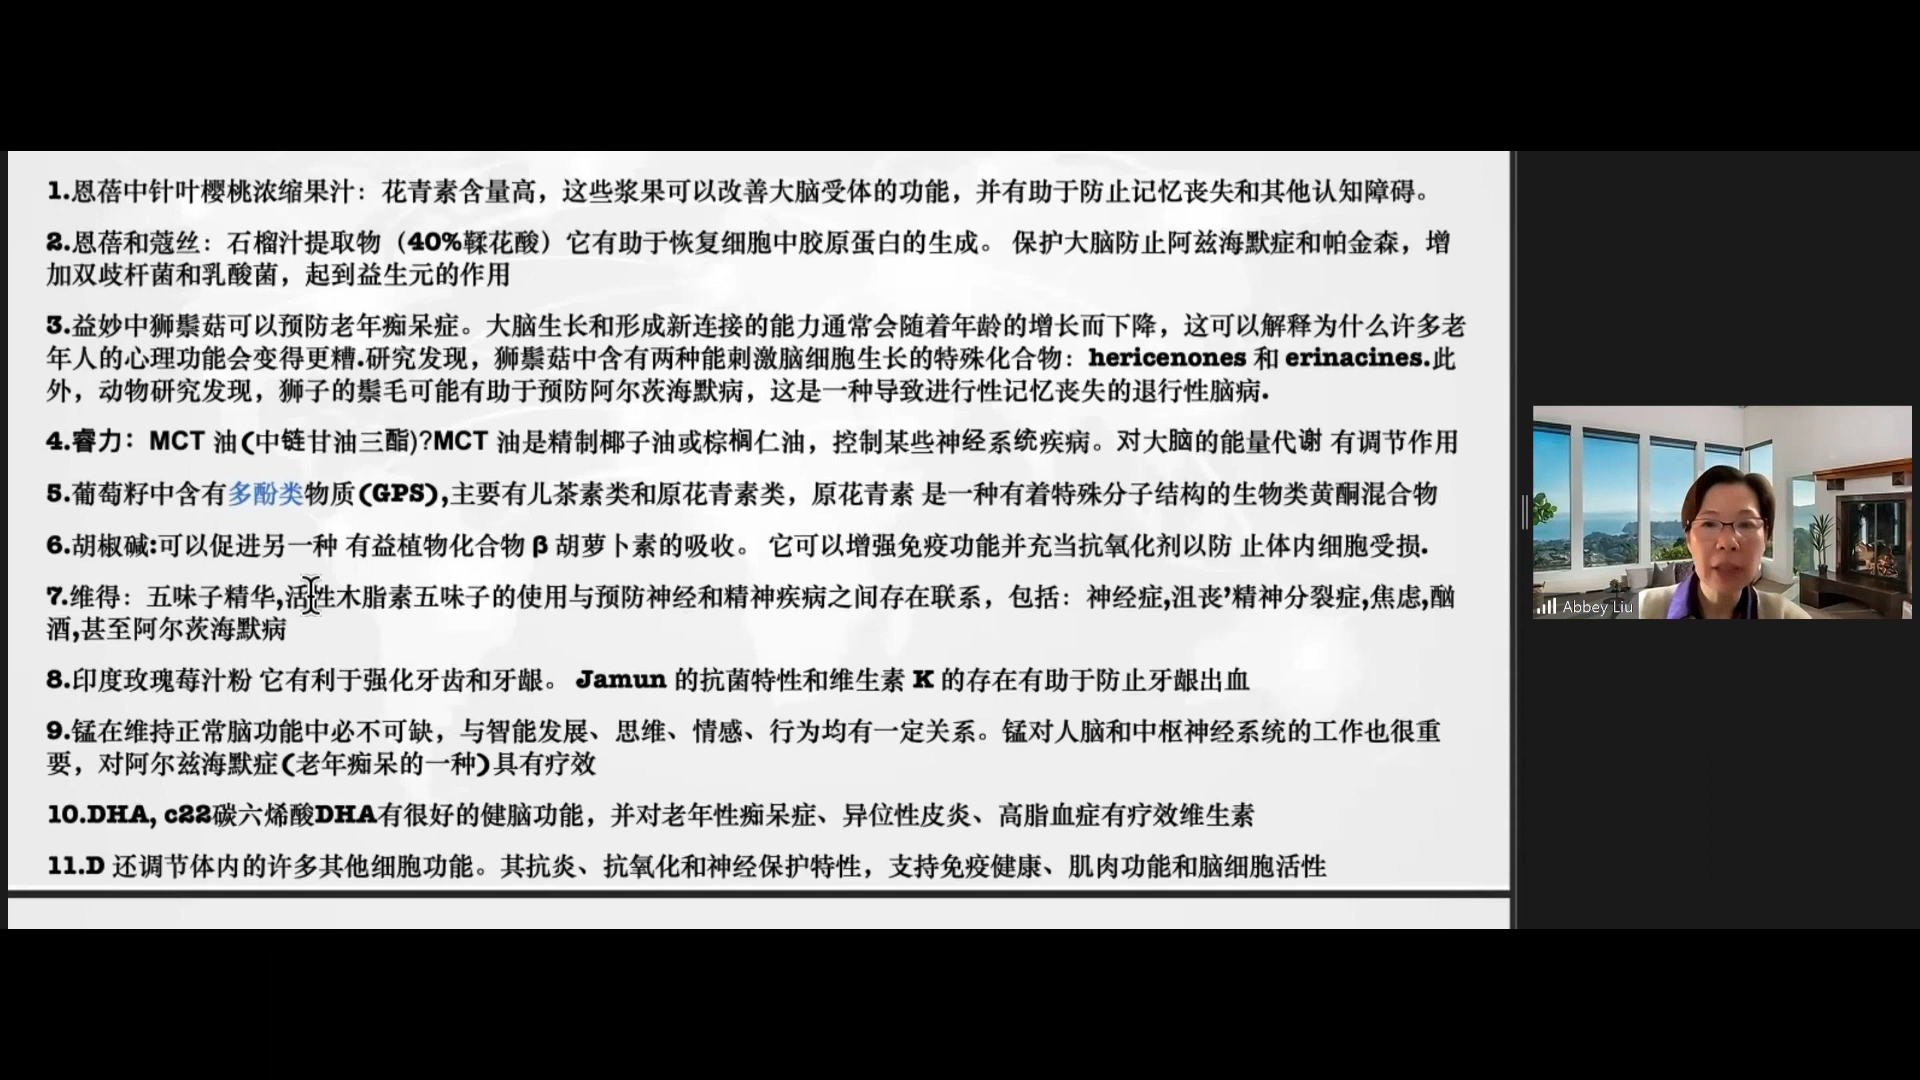 1.恩蓓中针叶樱桃浓缩果汁：花青素含量高，这些浆果可以改善大脑受体的功能，并有助于防止记忆丧失和其他认知障碍。
2.恩蓓和蔻丝：石榴汁提取物（40%鞣花酸）它有助于恢复细胞中胶原蛋白的生成。 保护大脑防止阿兹海默症和帕金森，增
加双歧杆菌和乳酸菌，起到益生元的作用
3.益妙中狮鬃菇可以预防老年痴呆症。大脑生长和形成新连接的能力通常会随着年龄的增长而下降，这可以解释为什么许多老
年人的心理功能会变得更糟.研究发现，狮鬃菇中含有两种能刺激脑细胞生长的特殊化合物：hericenones 和 erinacines.此
外，动物研究发现，狮子的鬃毛可能有助于预防阿尔茨海默病，这是一种导致进行性记忆丧失的退行性脑病.
4.睿力：MCT 油(中链甘油三酯)?MCT 油是精制椰子油或棕榈仁油，控制某些神经系统疾病。对大脑的能量代谢 有调节作用
5.葡萄籽中含有多酚类物质(GPS),主要有儿茶素类和原花青素类，原花青素 是一种有着特殊分子结构的生物类黄酮混合物
6.胡椒碱:可以促进另一种 有益植物化合物 β 胡萝卜素的吸收。 它可以增强免疫功能并充当抗氧化剂以防 止体内细胞受损.
7.维得：五味子精华,活性木脂素五味子的使用与预防神经和精神疾病之间存在联系，包括：神经症,沮丧’精神分裂症,焦虑,酗
酒,甚至阿尔茨海默病
8.印度玫瑰莓汁粉 它有利于强化牙齿和牙龈。 Jamun 的抗菌特性和维生素 K 的存在有助于防止牙龈出血
9.锰在维持正常脑功能中必不可缺，与智能发展、思维、情感、行为均有一定关系。锰对人脑和中枢神经系统的工作也很重
要，对阿尔兹海默症(老年痴呆的一种)具有疗效
10.DHA, c22碳六烯酸DHA有很好的健脑功能，并对老年性痴呆症、异位性皮炎、高脂血症有疗效维生素
11.D 还调节体内的许多其他细胞功能。其抗炎、抗氧化和神经保护特性，支持免疫健康、肌肉功能和脑细胞活性
Abbey Liu